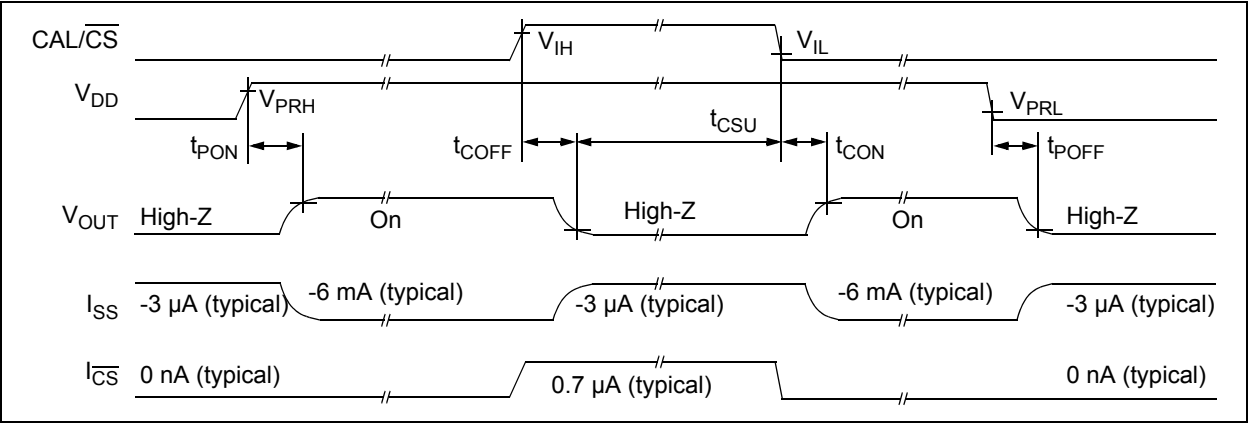 CAL/C̅S̅
V_IH
V_IL
V_DD
V_PRH
V_PRL
t_PON
t_COFF
t_CSU
t_CON
t_POFF
V_OUT
High-Z
On
High-Z
On
High-Z
I_SS
-3 µA (typical)
-6 mA (typical)
-3 µA (typical)
-6 mA (typical)
-3 µA (typical)
I_C̅S̅
0 nA (typical)
0.7 µA (typical)
0 nA (typical)